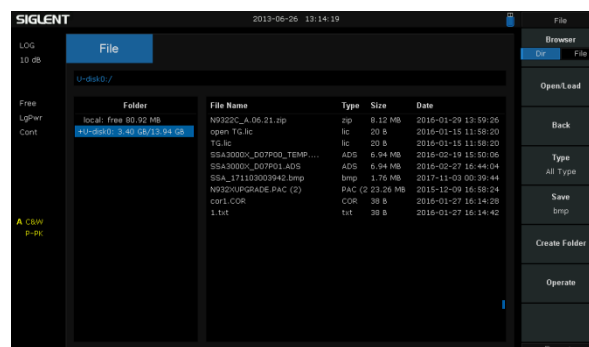 SIGLENT 2013-06-26 13:14:19 File
LOG
10 dB
File
Browser
Dir File
U-disk0:/
Open/Load
Free
LgPwr
Cont
Folder File Name Type Size Date
local: free 80.92 MB
+U-disk0: 3.40 GB/13.94 GB
N9322C_A.06.21.zip zip 8.12 MB 2016-01-29 13:59:26
open TG.lic lic 20 B 2016-01-15 11:58:20
TG.lic lic 20 B 2016-01-15 11:58:20
SSA3000X_D07P00_TEMP.... ADS 6.94 MB 2016-02-19 15:50:06
SSA3000X_D07P01.ADS ADS 6.94 MB 2016-02-27 16:44:04
SSA_171103003942.bmp bmp 1.76 MB 2017-11-03 00:39:44
N932XUPGRADE.PAC (2) PAC (2 23.26 MB 2015-12-09 16:58:24
cor1.COR COR 38 B 2016-01-27 16:14:28
1.txt txt 38 B 2016-01-27 16:14:42
Back
Type
All Type
Save
bmp
A C&W
P-PK
Create Folder
Operate